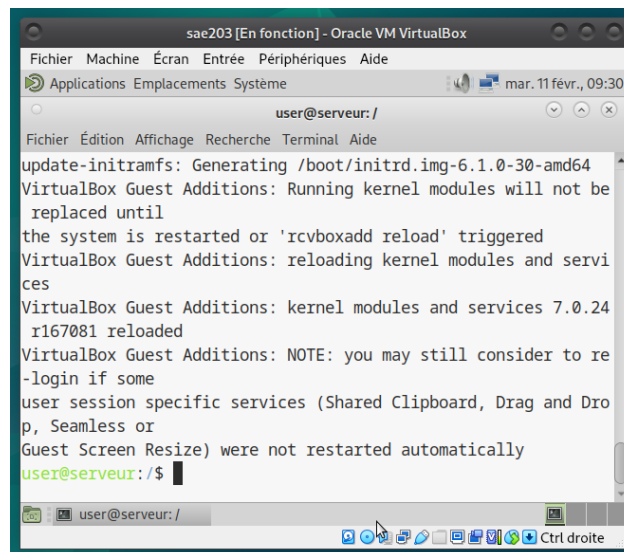 sae203 [En fonction] - Oracle VM VirtualBox
Fichier Machine Écran Entrée Périphériques Aide
Applications Emplacements Système mar. 11 févr., 09:30
user@serveur: /
Fichier Édition Affichage Recherche Terminal Aide
update-initramfs: Generating /boot/initrd.img-6.1.0-30-amd64
VirtualBox Guest Additions: Running kernel modules will not be
 replaced until
the system is restarted or 'rcvboxadd reload' triggered
VirtualBox Guest Additions: reloading kernel modules and servi
ces
VirtualBox Guest Additions: kernel modules and services 7.0.24
 r167081 reloaded
VirtualBox Guest Additions: NOTE: you may still consider to re
-login if some
user session specific services (Shared Clipboard, Drag and Dro
p, Seamless or
Guest Screen Resize) were not restarted automatically
user@serveur:/$
user@serveur: /
Ctrl droite